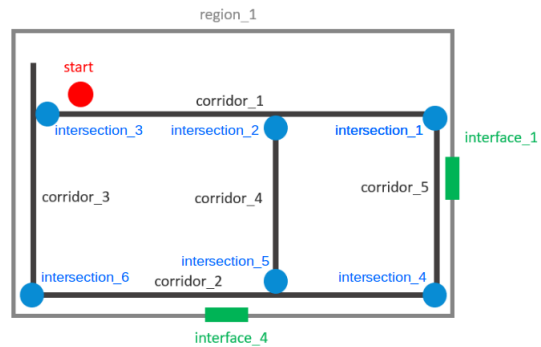 region_1
start
corridor_1
intersection_3
intersection_2
intersection_1
interface_1
corridor_3
corridor_4
corridor_5
intersection_5
intersection_6
corridor_2
intersection_4
interface_4